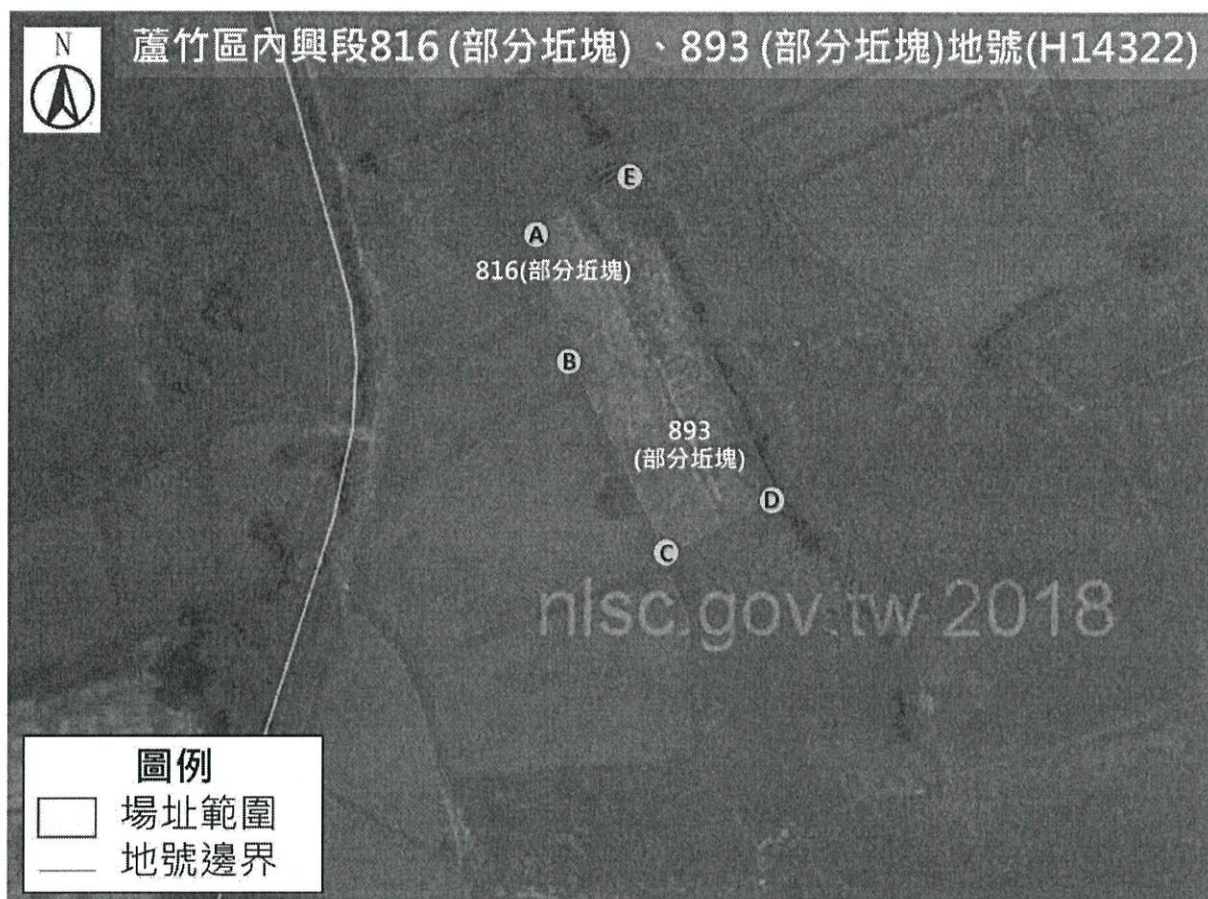 N
蘆竹區內興段816 (部分坵塊) 、893 (部分坵塊)地號(H14322)
E
A
816(部分坵塊)
B
893
(部分坵塊)
D
C
nlsc.gov.tw 2018
圖例
場址範圍
地號邊界